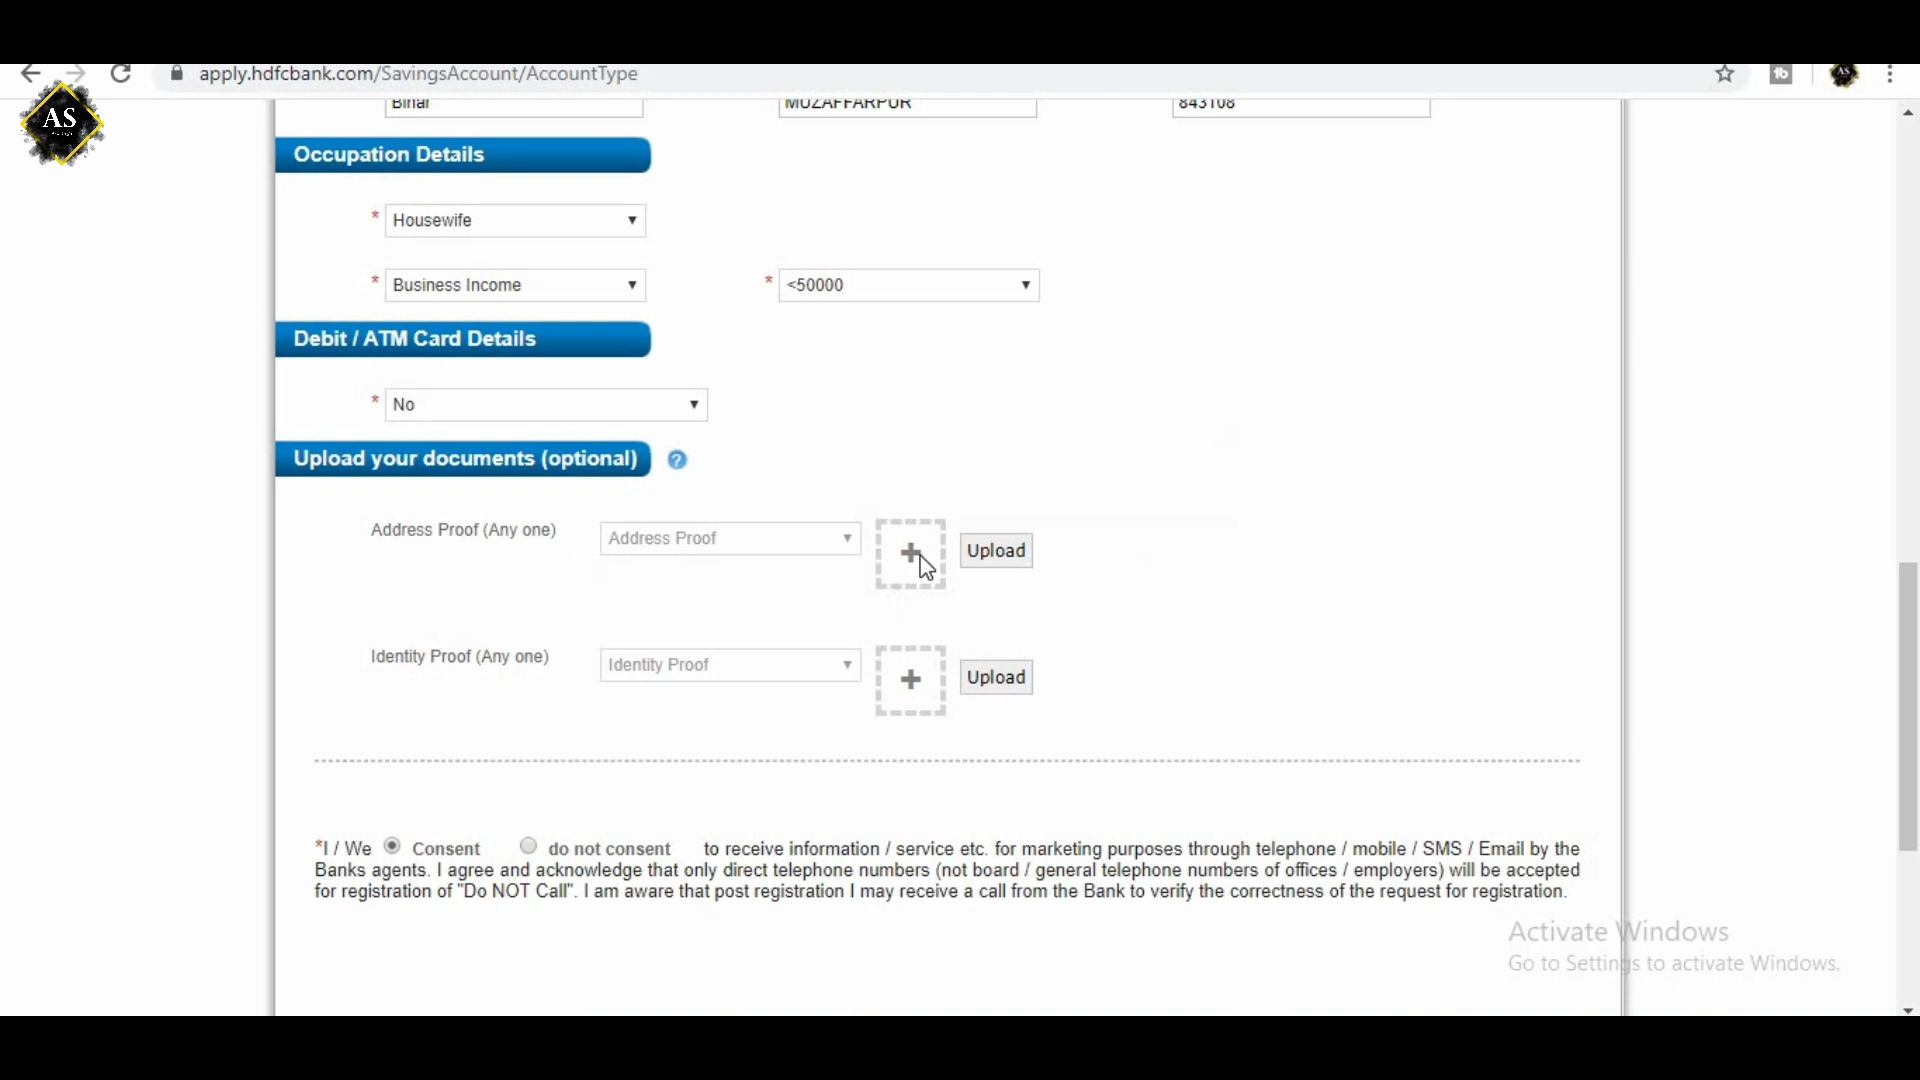 apply.hdfcbank.com/SavingsAccount/AccountType
AS
Bihar MUZAFFARPUR 843108
Occupation Details
* Housewife
* Business Income * <50000
Debit / ATM Card Details
* No
Upload your documents (optional) ?
Address Proof (Any one) Address Proof + Upload
Identity Proof (Any one) Identity Proof + Upload
*I / We Consent do not consent to receive information / service etc. for marketing purposes through telephone / mobile / SMS / Email by the
Banks agents. I agree and acknowledge that only direct telephone numbers (not board / general telephone numbers of offices / employers) will be accepted
for registration of "Do NOT Call". I am aware that post registration I may receive a call from the Bank to verify the correctness of the request for registration.
Activate Windows
Go to Settings to activate Windows.